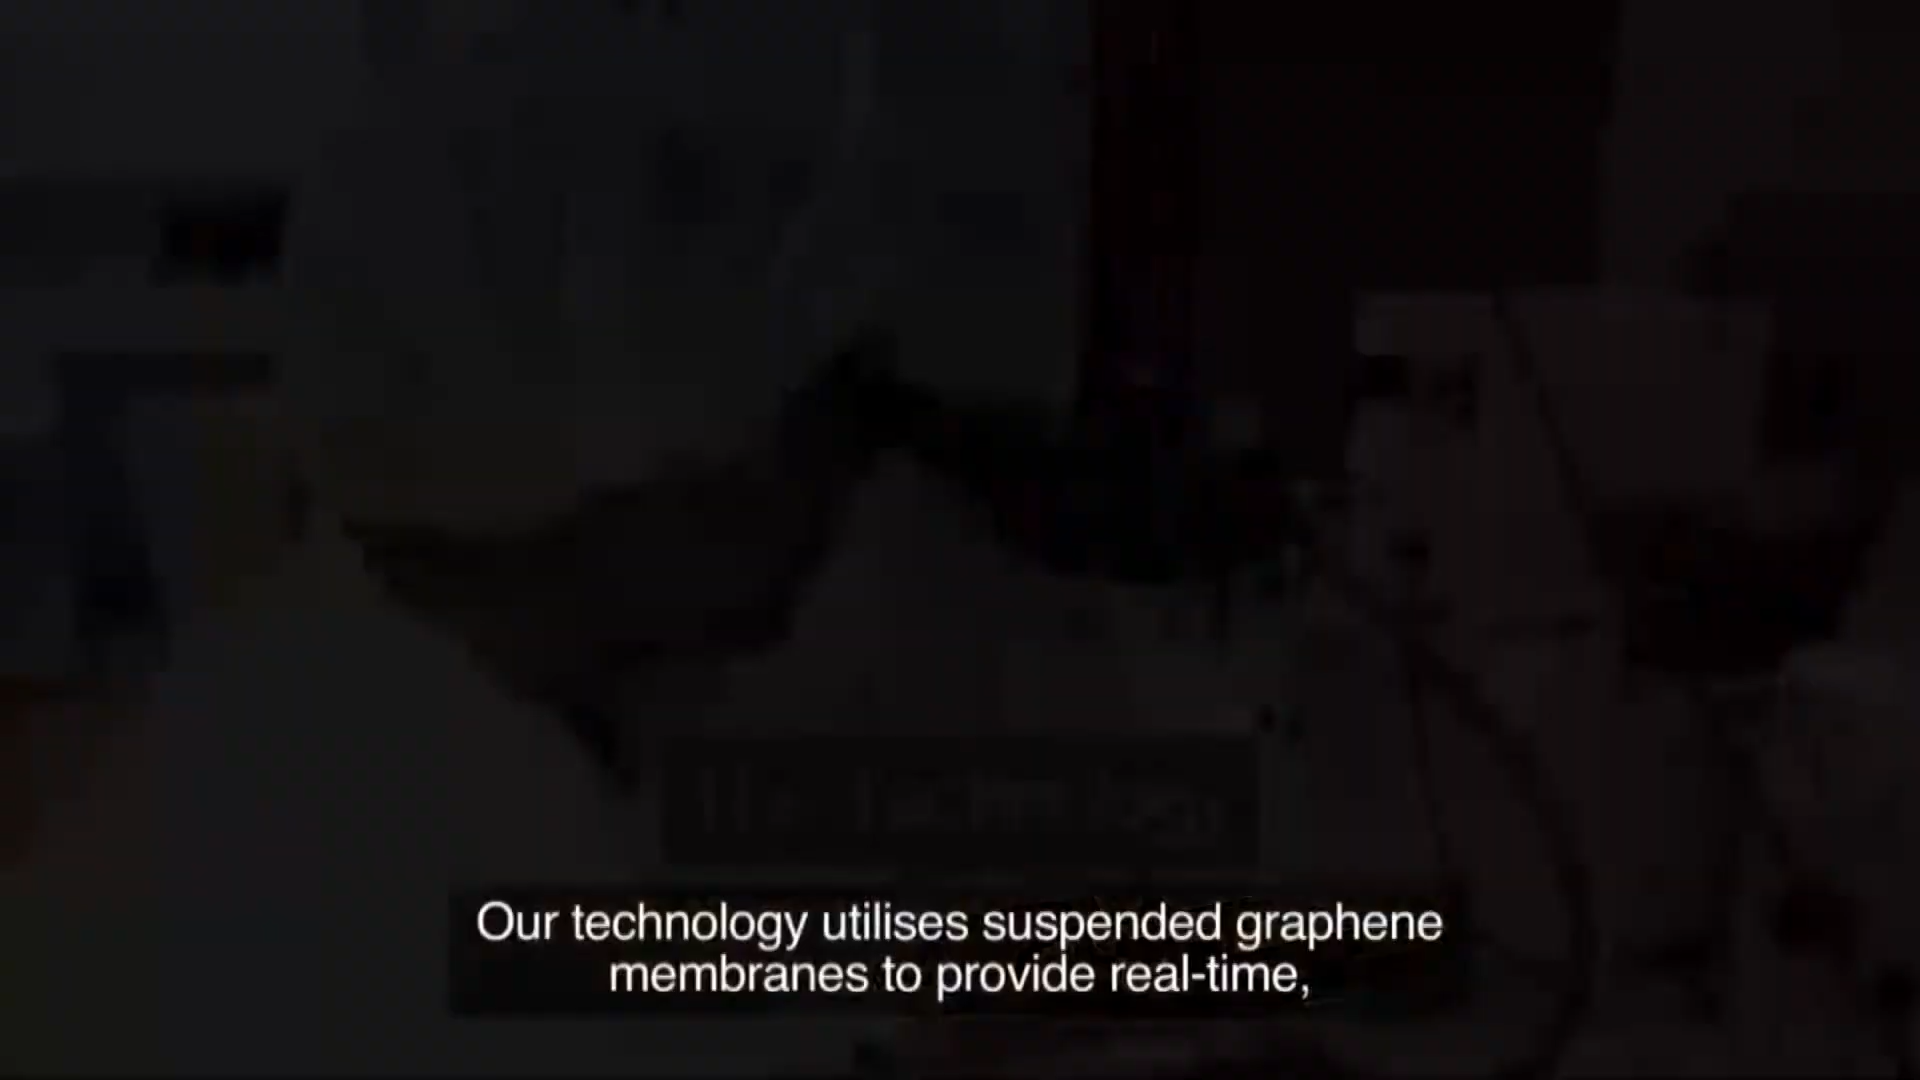 Our technology utilises suspended graphene
membranes to provide real-time,